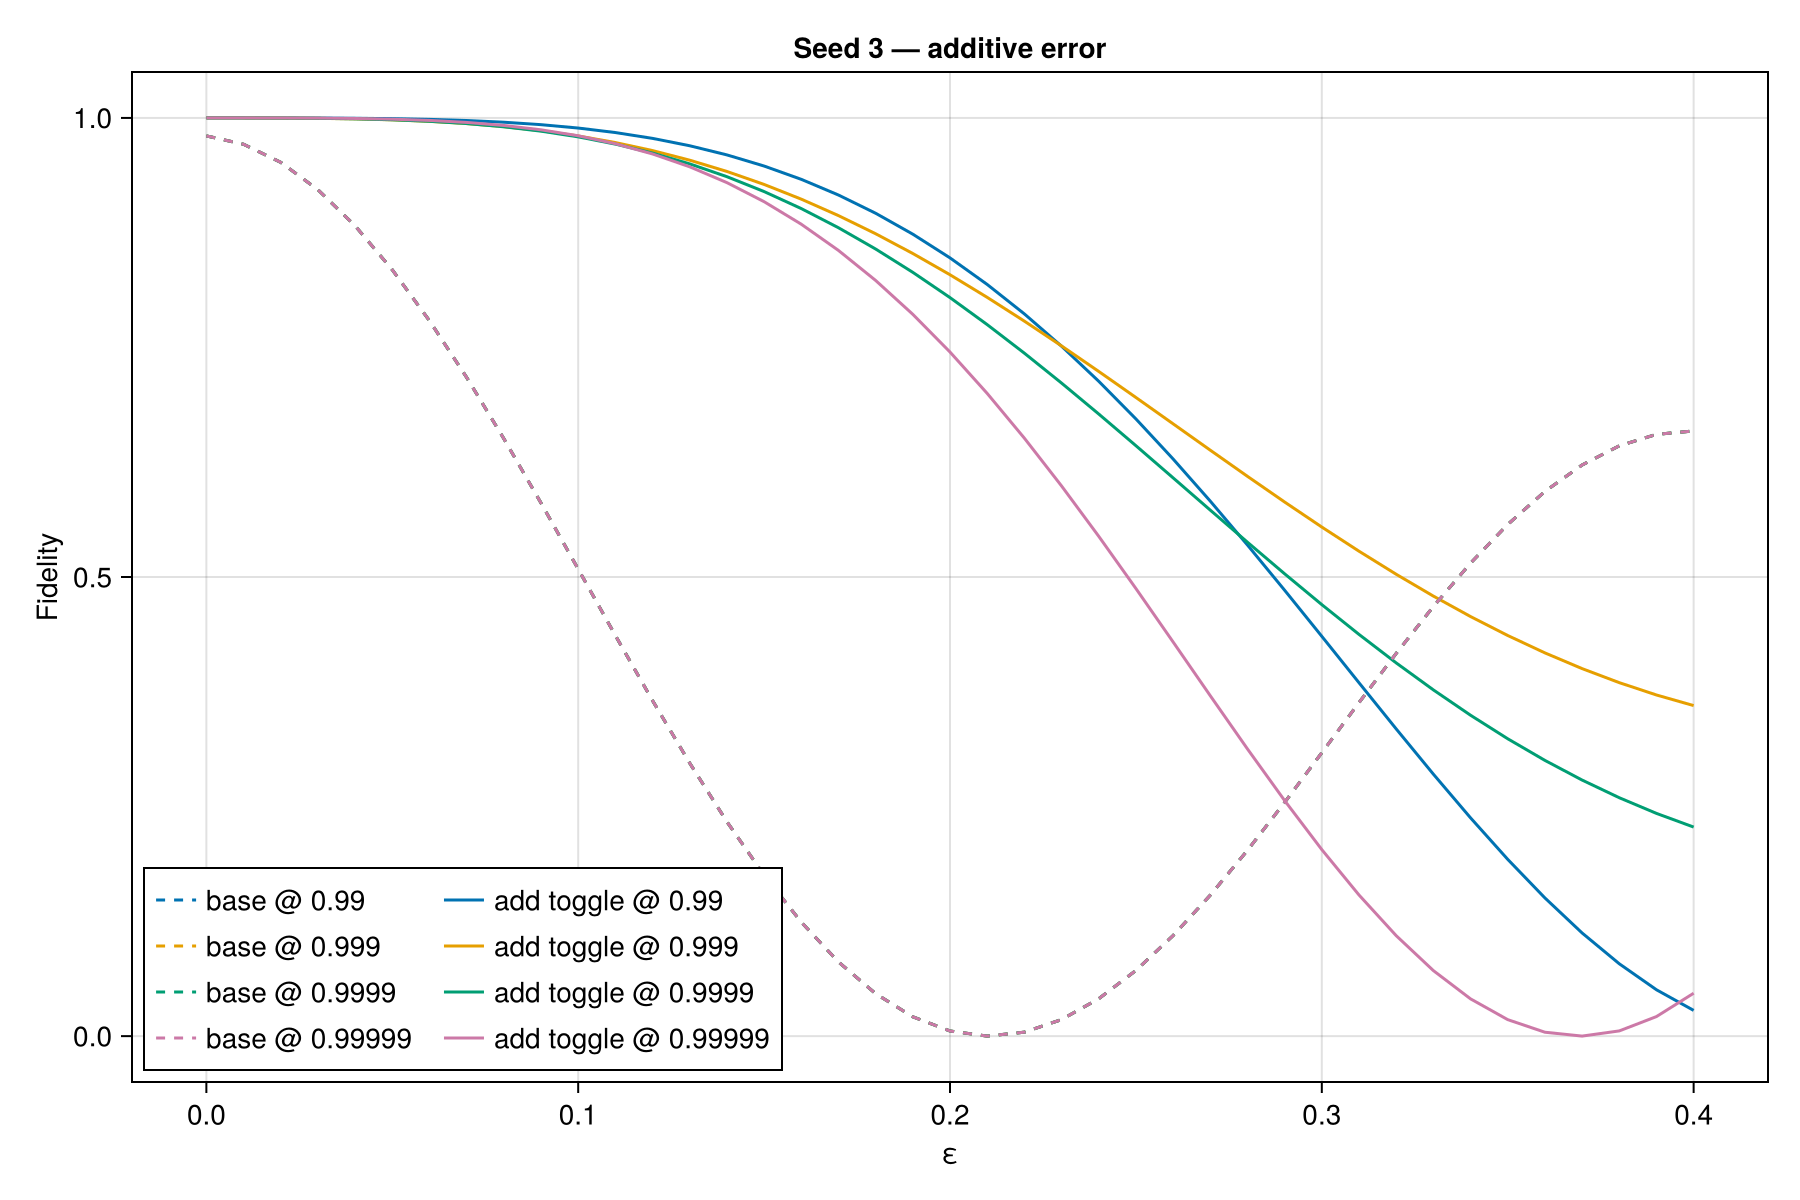 Seed 3 — additive error
Fidelity
1.0
0.5
0.0
base @ 0.99
add toggle @ 0.99
base @ 0.999
add toggle @ 0.999
base @ 0.9999
add toggle @ 0.9999
base @ 0.99999
add toggle @ 0.99999
0.0
0.1
0.2
0.3
0.4
ε